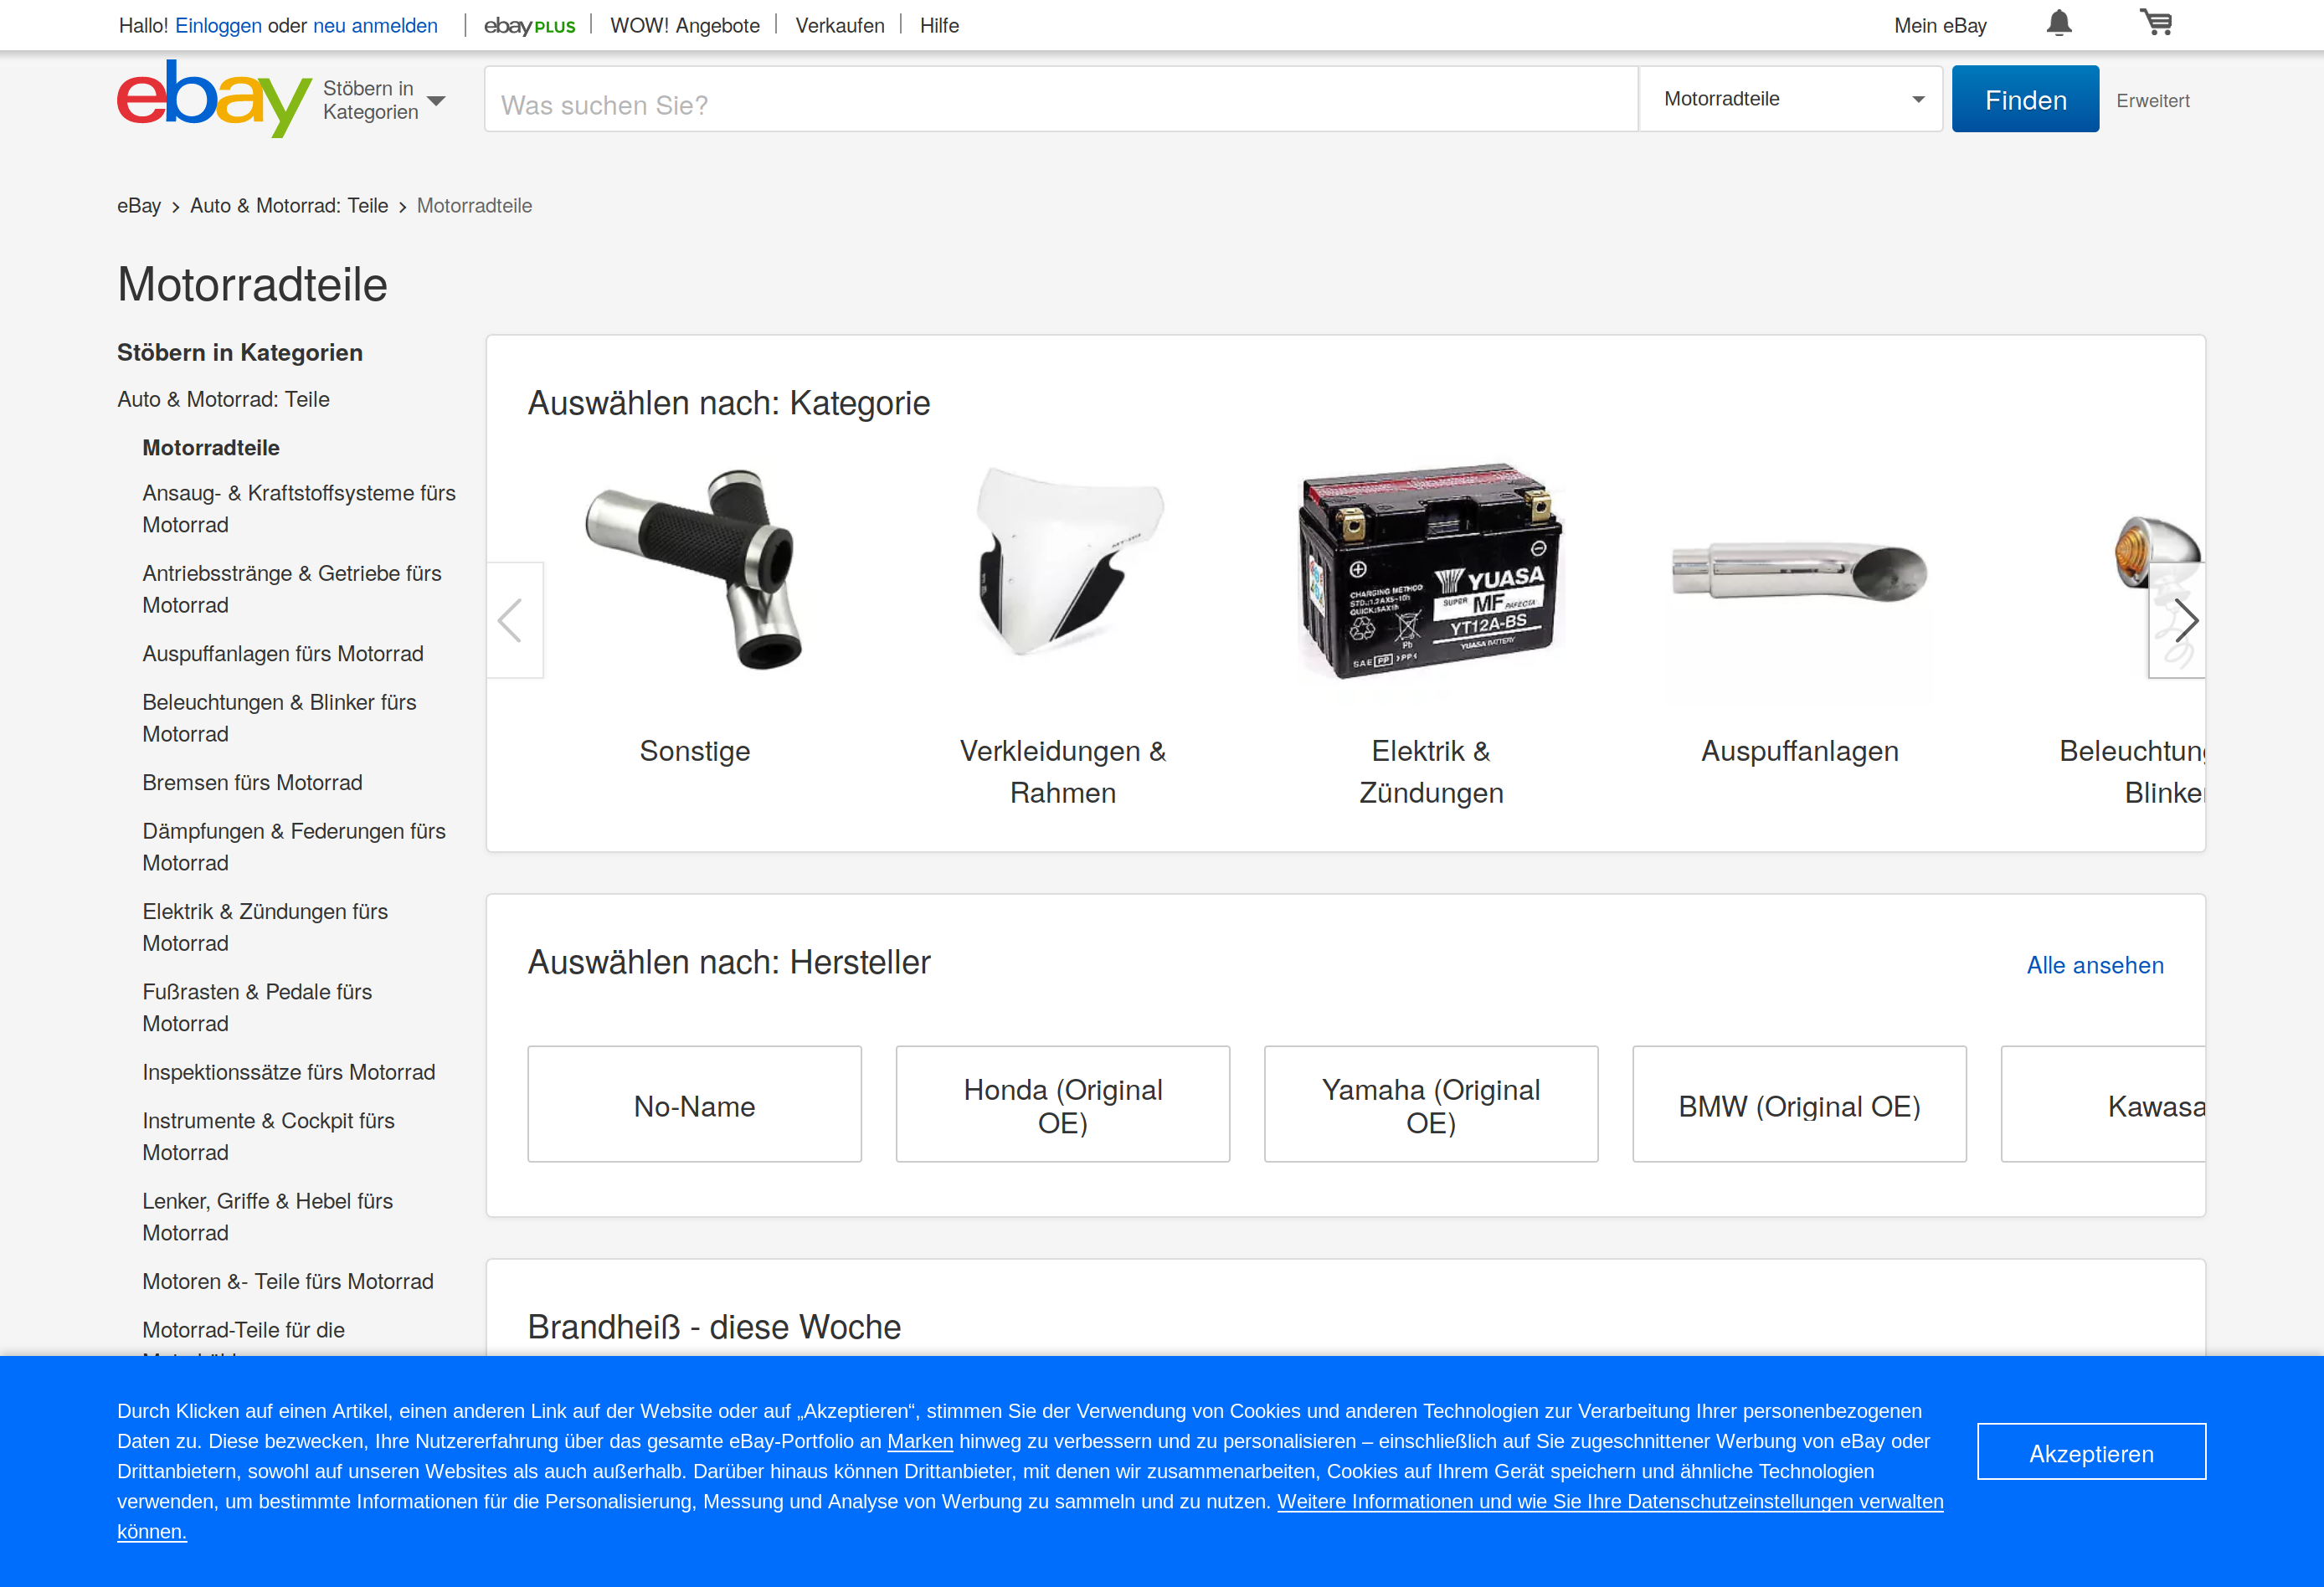 Hallo! Einloggen oder neu anmelden
ebay PLUS
WOW! Angebote
Verkaufen
Hilfe
Mein eBay
ebay
Stöbern in
Kategorien
Was suchen Sie?
Motorradteile
Finden
Erweitert
eBay
Auto & Motorrad: Teile
Motorradteile
Motorradteile
Stöbern in Kategorien
Auto & Motorrad: Teile
Motorradteile
Ansaug- & Kraftstoffsysteme fürs
Motorrad
Antriebsstränge & Getriebe fürs
Motorrad
Auspuffanlagen fürs Motorrad
Beleuchtungen & Blinker fürs
Motorrad
Bremsen fürs Motorrad
Dämpfungen & Federungen fürs
Motorrad
Elektrik & Zündungen fürs
Motorrad
Fußrasten & Pedale fürs
Motorrad
Inspektionssätze fürs Motorrad
Instrumente & Cockpit fürs
Motorrad
Lenker, Griffe & Hebel fürs
Motorrad
Motoren &- Teile fürs Motorrad
Motorrad-Teile für die
Auswählen nach: Kategorie
YUASA
CHARGING METHOD
SUPER MF
YT12A-BS
YUASA BATTERY
Pb
SAE
Sonstige
Verkleidungen &
Rahmen
Elektrik &
Zündungen
Auspuffanlagen
Beleuchtung
Blinker
Auswählen nach: Hersteller
Alle ansehen
No-Name
Honda (Original
OE)
Yamaha (Original
OE)
BMW (Original OE)
Kawasa
Brandheiß - diese Woche
Durch Klicken auf einen Artikel, einen anderen Link auf der Website oder auf „Akzeptieren“, stimmen Sie der Verwendung von Cookies und anderen Technologien zur Verarbeitung Ihrer personenbezogenen
Daten zu. Diese bezwecken, Ihre Nutzererfahrung über das gesamte eBay-Portfolio an Marken hinweg zu verbessern und zu personalisieren – einschließlich auf Sie zugeschnittener Werbung von eBay oder
Drittanbietern, sowohl auf unseren Websites als auch außerhalb. Darüber hinaus können Drittanbieter, mit denen wir zusammenarbeiten, Cookies auf Ihrem Gerät speichern und ähnliche Technologien
verwenden, um bestimmte Informationen für die Personalisierung, Messung und Analyse von Werbung zu sammeln und zu nutzen. Weitere Informationen und wie Sie Ihre Datenschutzeinstellungen verwalten
können.
Akzeptieren